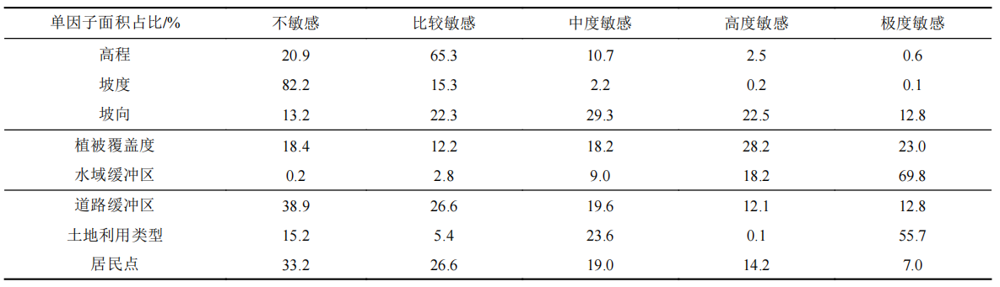 单因子面积占比/% 不敏感 比较敏感 中度敏感 高度敏感 极度敏感
高程 20.9 65.3 10.7 2.5 0.6
坡度 82.2 15.3 2.2 0.2 0.1
坡向 13.2 22.3 29.3 22.5 12.8
植被覆盖度 18.4 12.2 18.2 28.2 23.0
水域缓冲区 0.2 2.8 9.0 18.2 69.8
道路缓冲区 38.9 26.6 19.6 12.1 12.8
土地利用类型 15.2 5.4 23.6 0.1 55.7
居民点 33.2 26.6 19.0 14.2 7.0